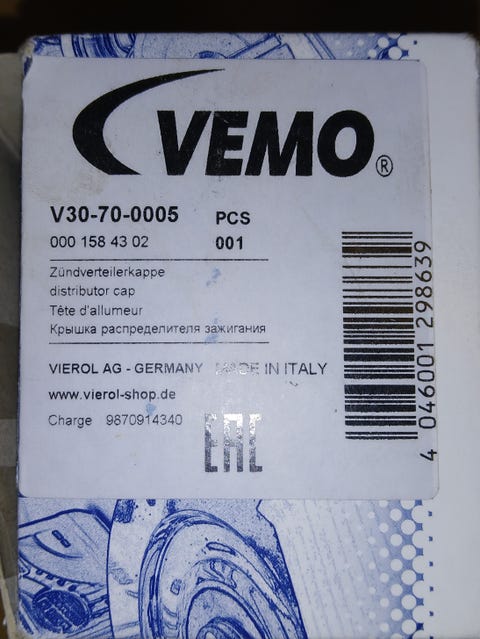 VEMO®
V30-70-0005 PCS
000 158 43 02 001
Zündverteilerkappe
distributor cap
Tête d'allumeur
Крышка распределителя зажигания
VIEROL AG - GERMANY MADE IN ITALY
www.vierol-shop.de
Charge 9870914340
EAC
4 046001 298639